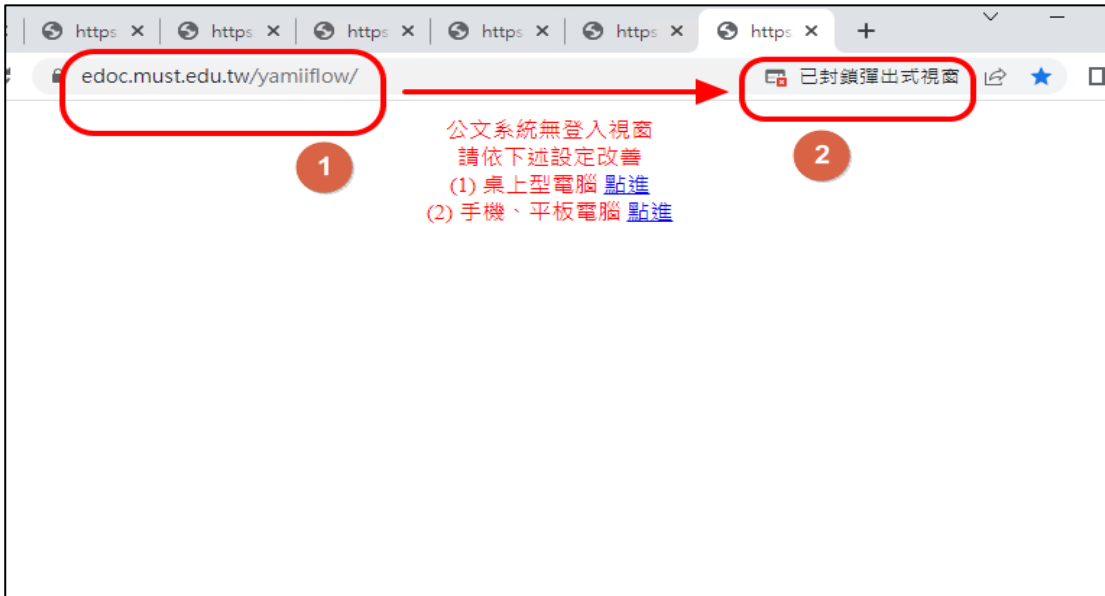 https
https
https
https
https
https
edoc.must.edu.tw/yamiiflow/
已封鎖彈出式視窗
1
2
公文系統無登入視窗
請依下述設定改善
(1) 桌上型電腦 點進
(2) 手機、平板電腦 點進